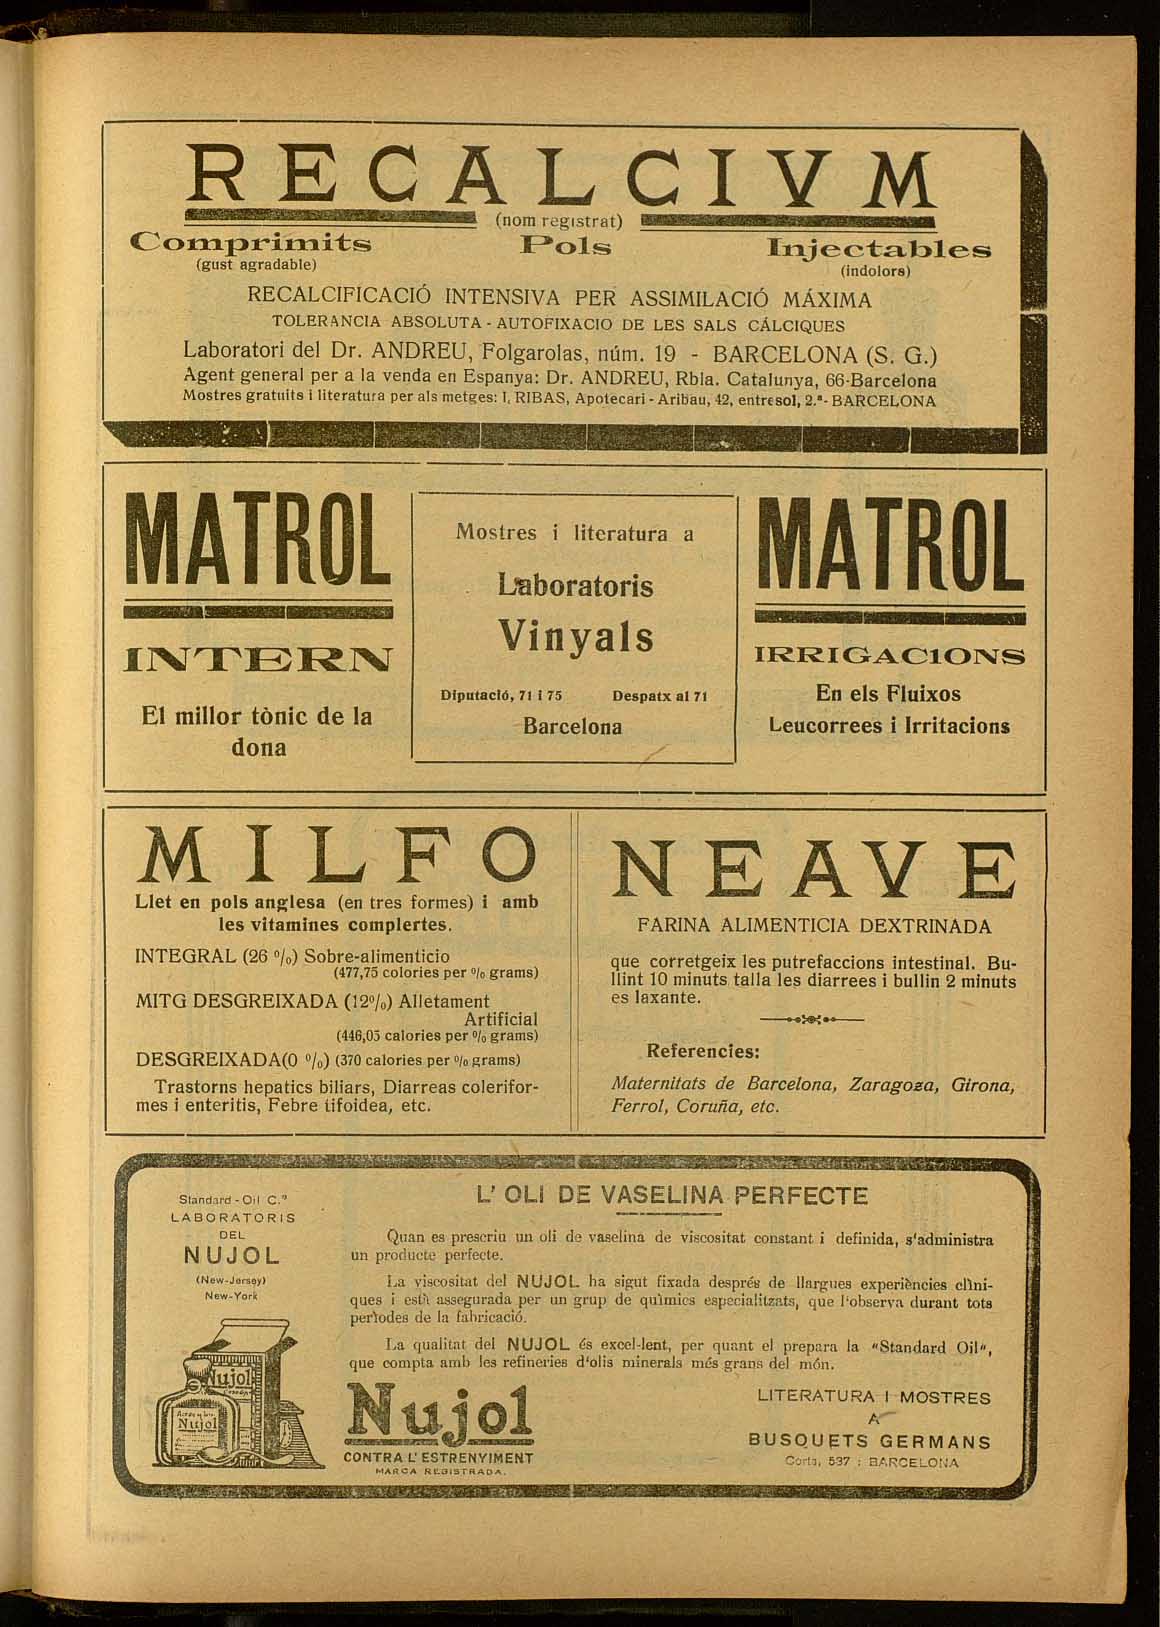 RECALCIVM
(nom registrat)
Comprimits Pols Injectables
(gust agradable) (indolors)
RECALCIFICACIÓ INTENSIVA PER ASSIMILACIÓ MÁXIMA
TOLERANCIA ABSOLUTA - AUTOFIXACIO DE LES SALS CÁLCIQUES
Laboratori del Dr. ANDREU, Folgarolas, núm. 19 - BARCELONA (S. G.)
Agent general per a la venda en Espanya: Dr. ANDREU, Rbla. Catalunya, 66-Barcelona
Mostres gratuits i literatura per als metges: I. RIBAS, Apotecari - Aribau, 42, entresol, 2.ª - BARCELONA
MATROL
INTERN
El millor tònic de la
dona
Mostres i literatura a
Laboratoris
Vinyals
Diputació, 71 i 75 Despatx al 71
Barcelona
MATROL
IRRIGACIONS
En els Fluixos
Leucorrees i Irritacions
MILFO
Llet en pols anglesa (en tres formes) i amb
les vitamines complertes.
INTEGRAL (26 %) Sobre-alimenticio
(477,75 colories per % grams)
MITG DESGREIXADA (12%) Alletament
Artificial
(446,05 calories per % grams)
DESGREIXADA(0 %) (370 calories per % grams)
Trastorns hepatics biliars, Diarreas colerifor-
mes i enteritis, Febre tifoidea, etc.
NEAVE
FARINA ALIMENTICIA DEXTRINADA
que corretgeix les putrefaccions intestinal. Bu-
llint 10 minuts talla les diarrees i bullin 2 minuts
es laxante.
Referencies:
Maternitats de Barcelona, Zaragoza, Girona,
Ferrol, Coruña, etc.
Standard - Oil C.º
LABORATORIS
DEL
NUJOL
(New-Jersey)
New-York
Nujol
Nujol
L' OLI DE VASELINA PERFECTE
Quan es prescriu un oli de vaselina de viscositat constant i definida, s'administra
un producte perfecte.
La viscositat del NUJOL ha sigut fixada després de llargues experiències clìni-
ques i està assegurada per un grup de quìmics especialitzats, que l'observa durant tots
perìodes de la fabricació.
La qualitat del NUJOL és excel-lent, per quant el prepara la "Standard Oil",
que compta amb les refineries d'olis minerals més grans del món.
Nujol
CONTRA L' ESTRENYIMENT
MARCA REGISTRADA.
LITERATURA I MOSTRES
A
BUSQUETS GERMANS
Corts, 537 : BARCELONA